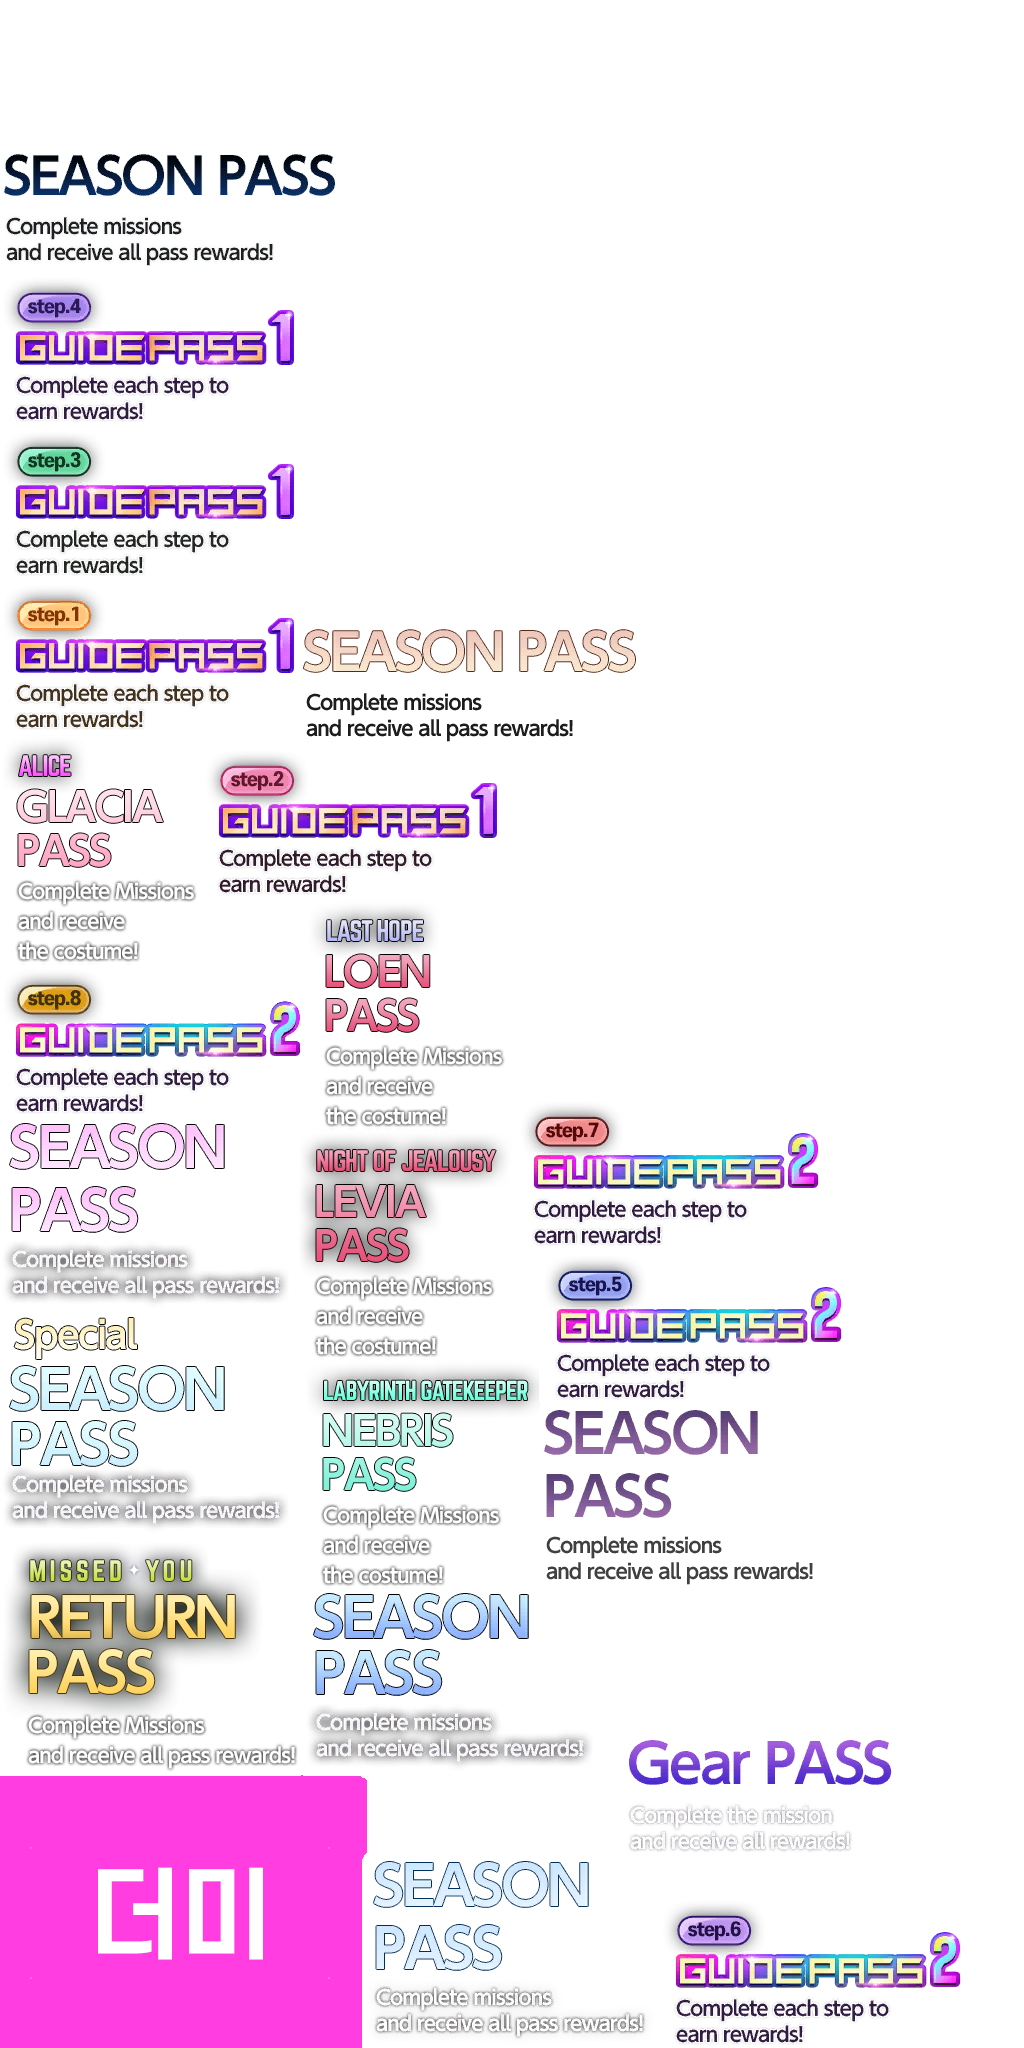 SEASON PASS
Complete missions
and receive all pass rewards!
step.4
GUIDEPASS 1
Complete each step to
earn rewards!
step.3
GUIDEPASS 1
Complete each step to
earn rewards!
step.1
GUIDEPASS 1
Complete each step to
earn rewards!
SEASON PASS
Complete missions
and receive all pass rewards!
ALICE
GLACIA
PASS
Complete Missions
and receive
the costume!
step.2
GUIDEPASS 1
Complete each step to
earn rewards!
LAST HOPE
LOEN
PASS
Complete Missions
and receive
the costume!
step.8
GUIDEPASS 2
Complete each step to
earn rewards!
SEASON
PASS
Complete missions
and receive all pass rewards!
NIGHT OF JEALOUSY
LEVIA
PASS
Complete Missions
and receive
the costume!
step.7
GUIDEPASS 2
Complete each step to
earn rewards!
step.5
GUIDEPASS 2
Complete each step to
earn rewards!
Special
SEASON
PASS
Complete missions
and receive all pass rewards!
LABYRINTH GATEKEEPER
NEBRIS
PASS
Complete Missions
and receive
the costume!
SEASON
PASS
Complete missions
and receive all pass rewards!
MISSED YOU
RETURN
PASS
Complete Missions
and receive all pass rewards!
SEASON
PASS
Complete missions
and receive all pass rewards!
Gear PASS
Complete the mission
and receive all rewards!
더미
SEASON
PASS
Complete missions
and receive all pass rewards!
step.6
GUIDEPASS 2
Complete each step to
earn rewards!